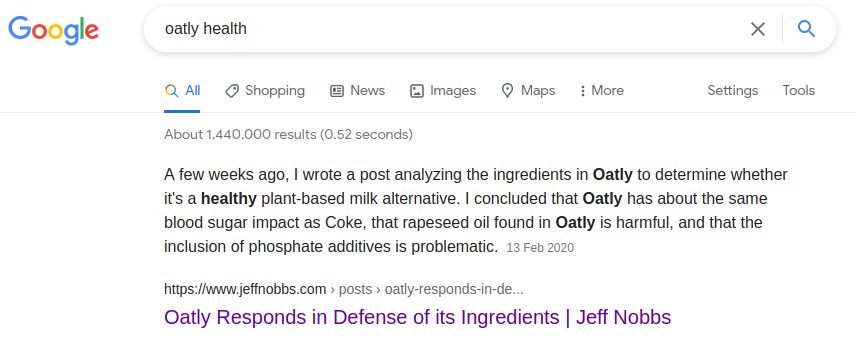 Google
oatly health
All Shopping News Images Maps More Settings Tools
About 1,440,000 results (0.52 seconds)
A few weeks ago, I wrote a post analyzing the ingredients in Oatly to determine whether
it's a healthy plant-based milk alternative. I concluded that Oatly has about the same
blood sugar impact as Coke, that rapeseed oil found in Oatly is harmful, and that the
inclusion of phosphate additives is problematic. 13 Feb 2020
https://www.jeffnobbs.com › posts › oatly-responds-in-de...
Oatly Responds in Defense of its Ingredients | Jeff Nobbs